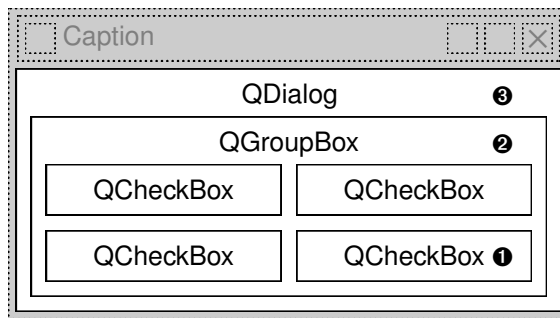 Caption
QDialog ❸
QGroupBox ❷
QCheckBox QCheckBox
QCheckBox QCheckBox ❶